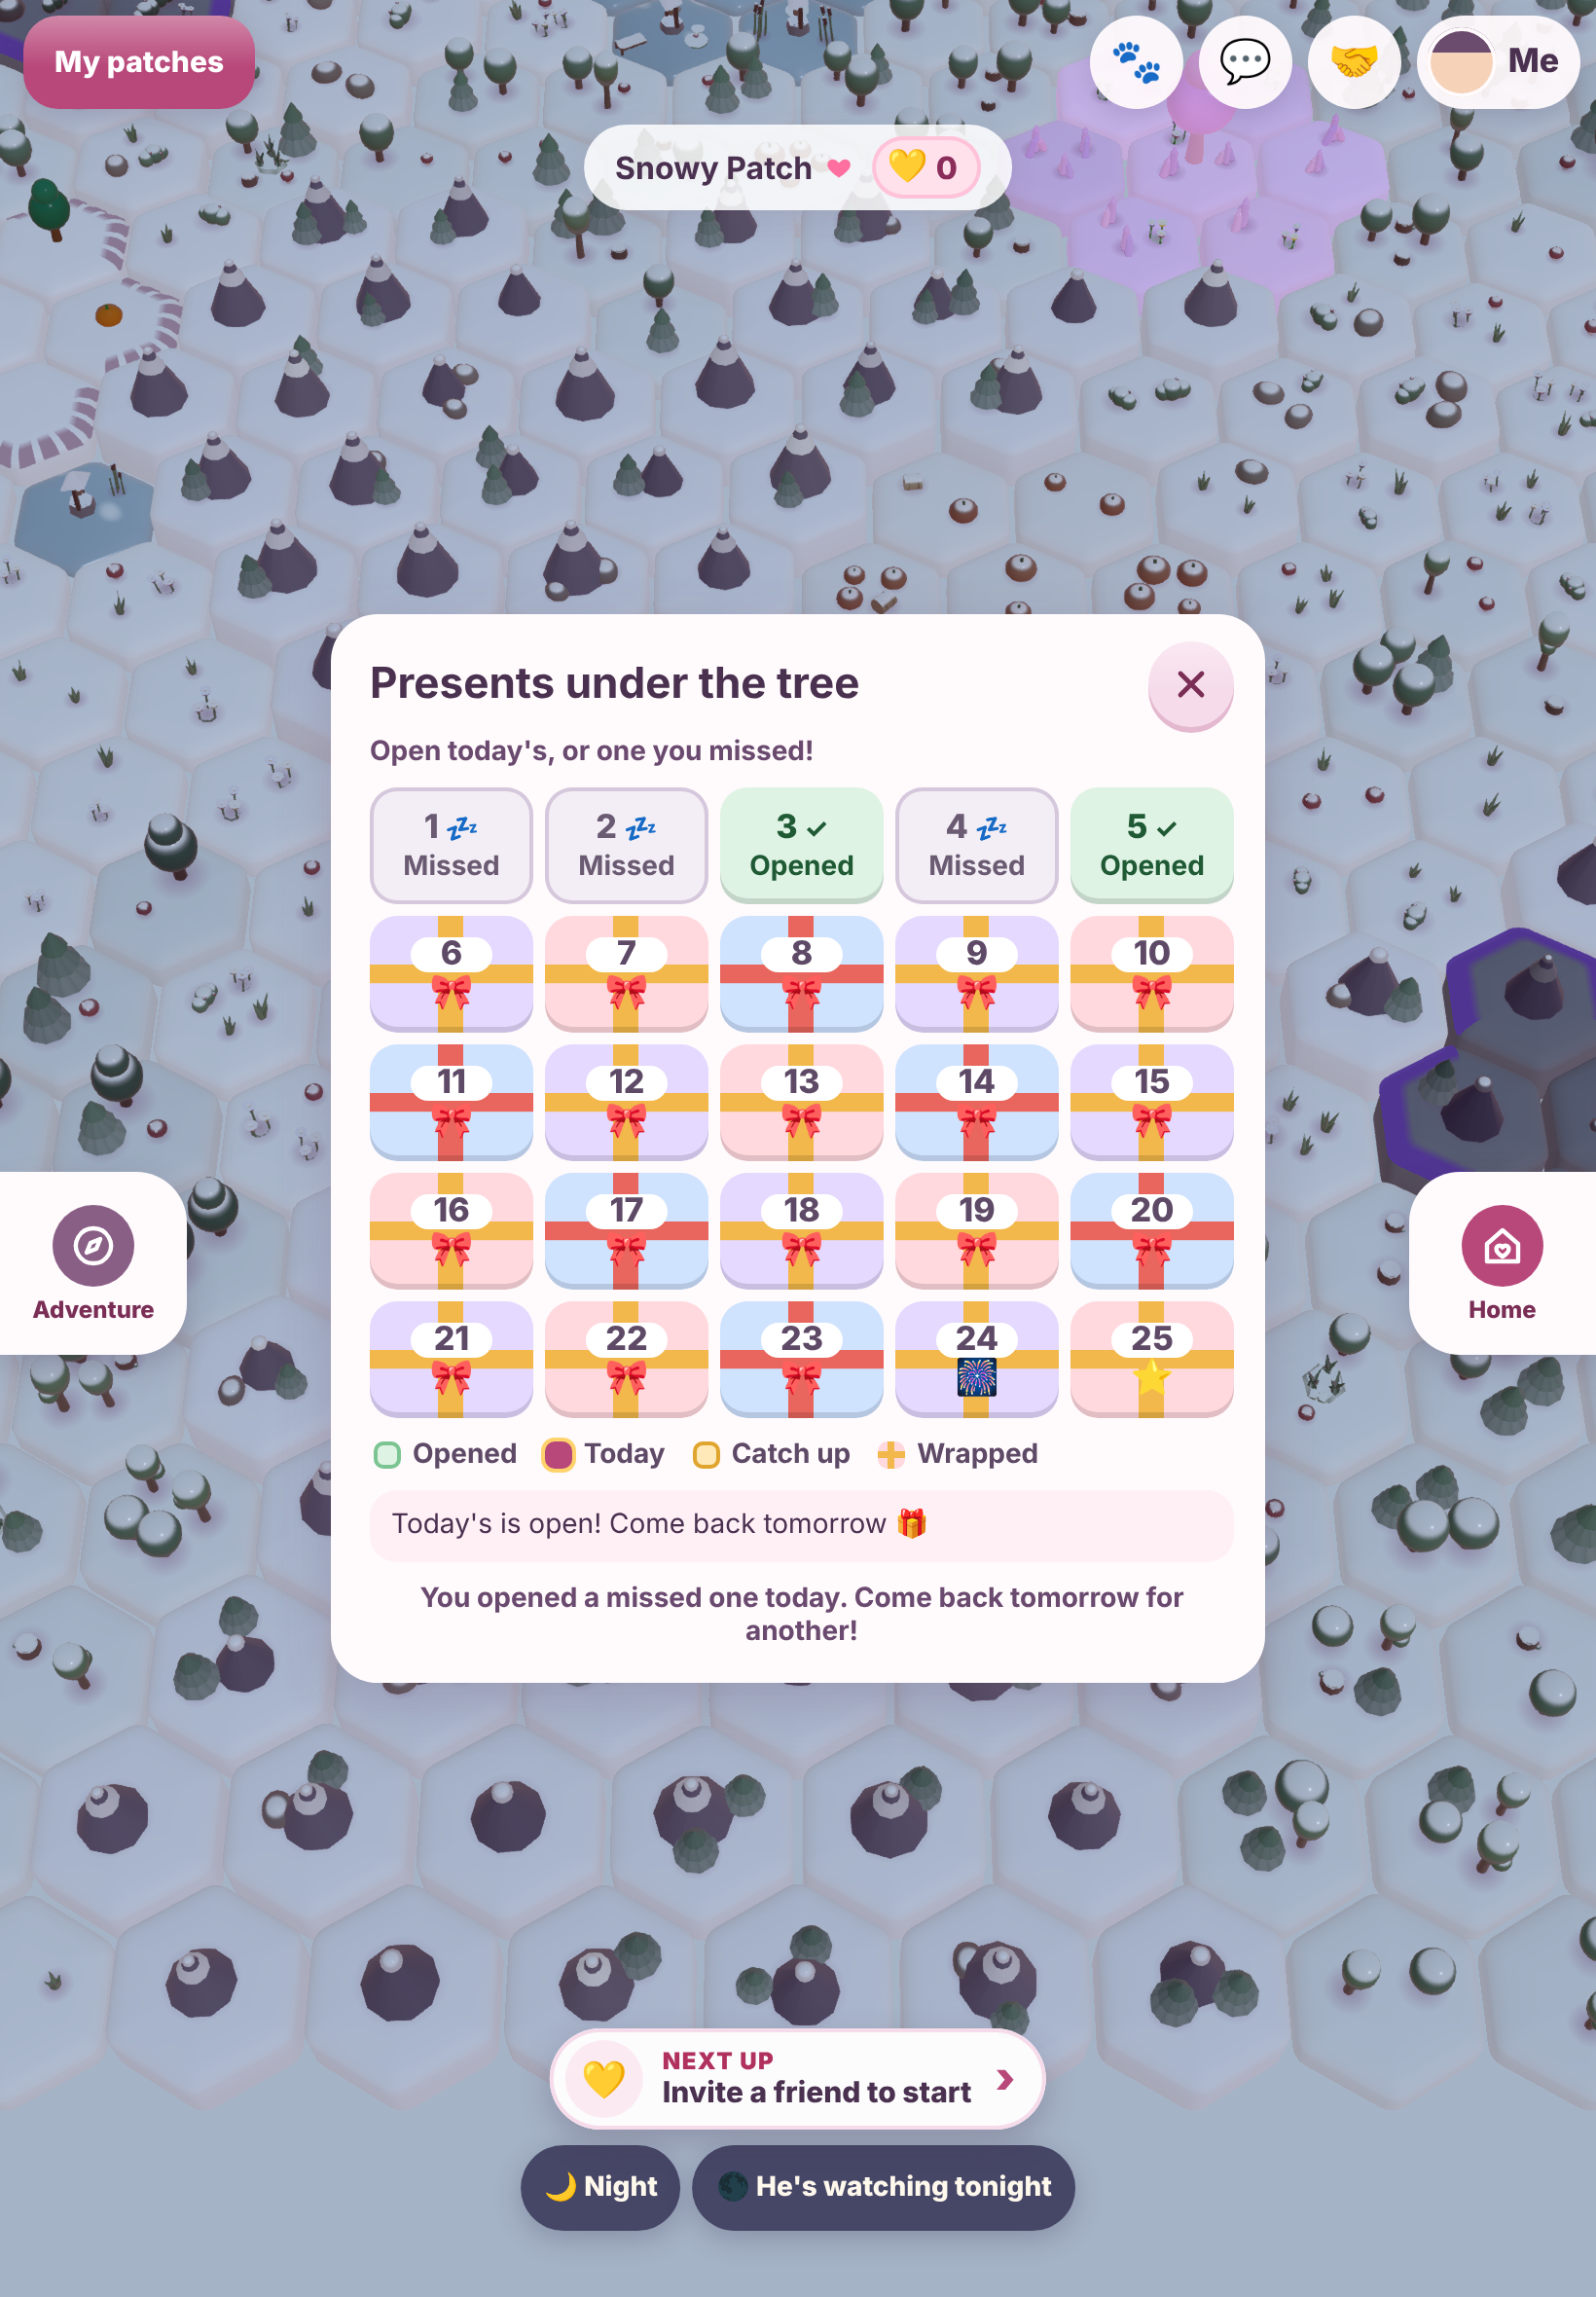 My patches
Me
Snowy Patch
0
Presents under the tree
Open today's, or one you missed!
1
Missed
2
Missed
3
Opened
4
Missed
5
Opened
6
7
8
9
10
11
12
13
14
15
16
17
18
19
20
21
22
23
24
25
Opened
Today
Catch up
Wrapped
Today's is open! Come back tomorrow
You opened a missed one today. Come back tomorrow for
another!
Adventure
Home
NEXT UP
Invite a friend to start
Night
He's watching tonight